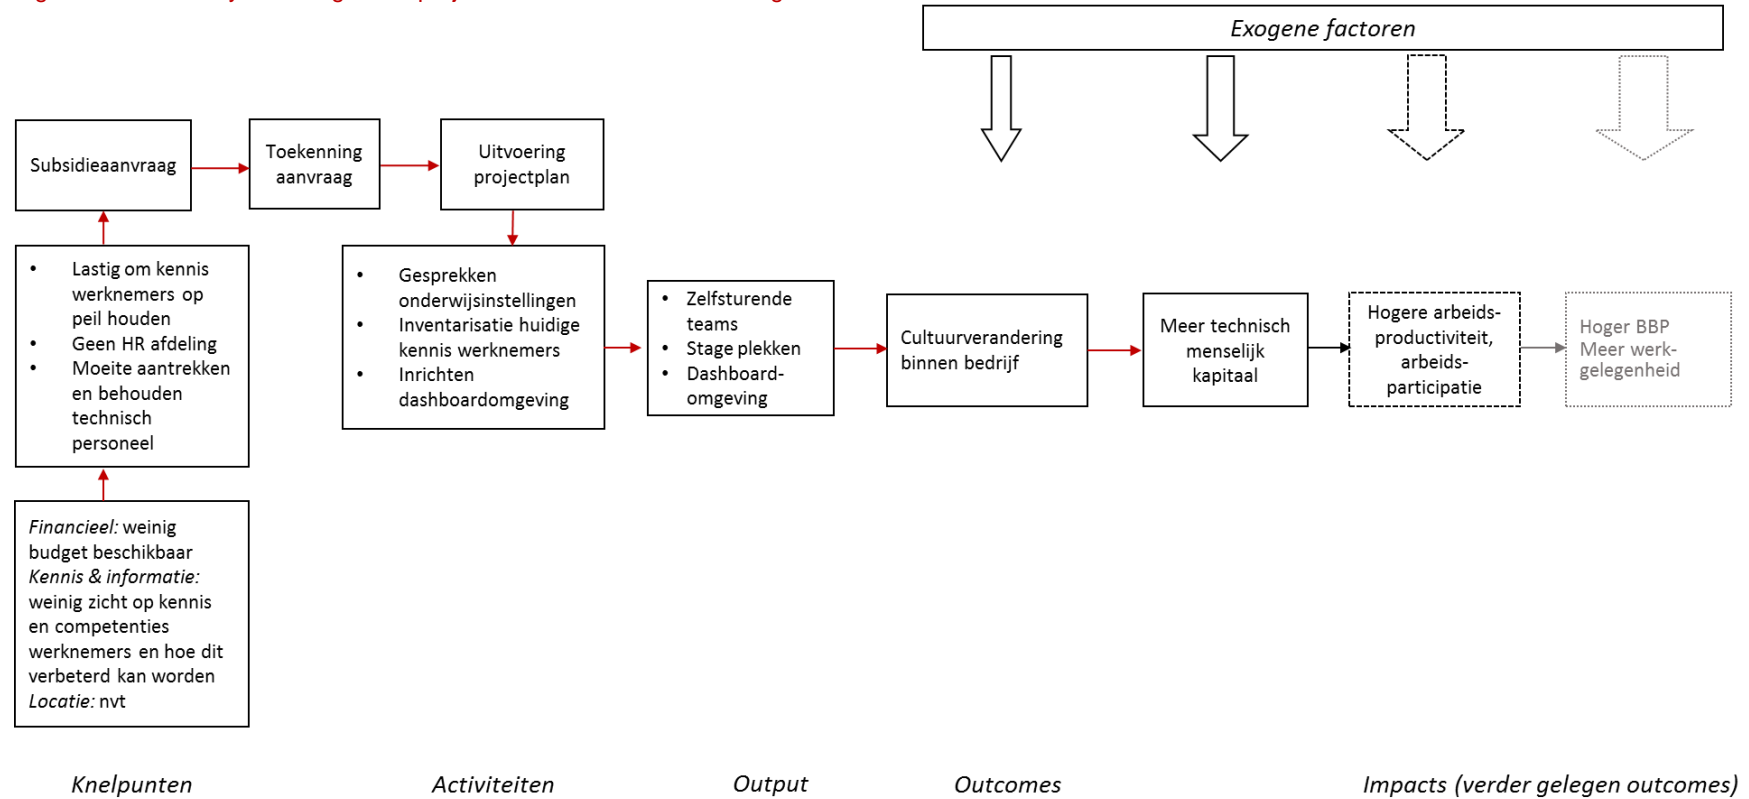 Exogene factoren
Subsidieaanvraag
Toekenning
aanvraag
Uitvoering
projectplan
• Lastig om kennis
werknemers op
peil houden
• Geen HR afdeling
• Moeite aantrekken
en behouden
technisch
personeel
• Gesprekken
onderwijsinstellingen
• Inventarisatie huidige
kennis werknemers
• Inrichten
dashboardomgeving
• Zelfsturende
teams
• Stage plekken
• Dashboard-
omgeving
Cultuurverandering
binnen bedrijf
Meer technisch
menselijk
kapitaal
Hogere arbeids-
productiviteit,
arbeids-
participatie
Hoger BBP
Meer werk-
gelegenheid
Financieel: weinig
budget beschikbaar
Kennis & informatie:
weinig zicht op kennis
en competenties
werknemers en hoe dit
verbeterd kan worden
Locatie: nvt
Knelpunten
Activiteiten
Output
Outcomes
Impacts (verder gelegen outcomes)